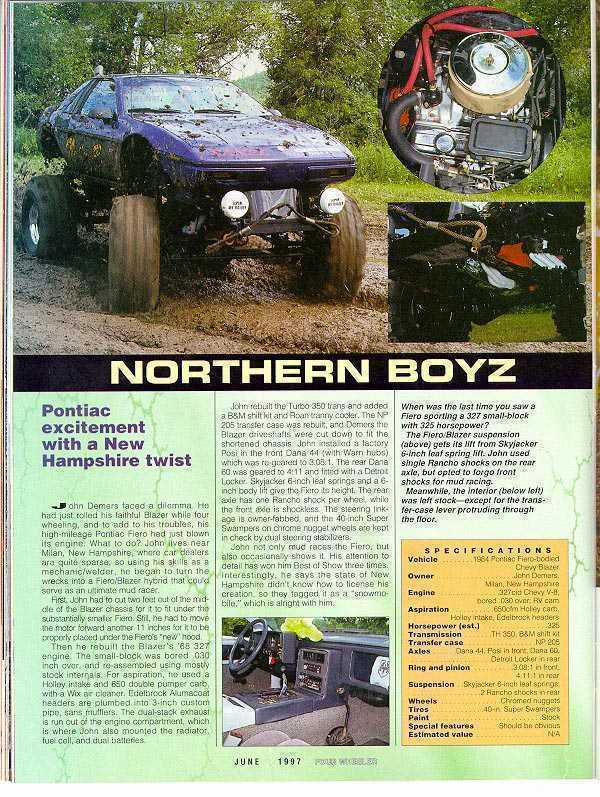 NORTHERN BOYZ
Pontiac
excitement
with a New
Hampshire twist
John Demers faced a dilemma. He
had just rolled his faithful Blazer while four
wheeling, and to add to his troubles, his
high-mileage Pontiac Fiero had just blown
its engine. What to do? John lives near
Milan, New Hampshire, where car dealers
are quite sparse, so using his skills as a
mechanic/welder, he began to turn the
wrecks into a Fiero/Blazer hybrid that could
serve as an ultimate mud racer.
First, John had to cut two feet out of the mid-
dle of the Blazer chassis for it to fit under the
substantially smaller Fiero. Still, he had to move
the motor forward another 11 inches for it to be
properly placed under the Fiero's "new" hood.
Then he rebuilt the Blazer's '68 327
engine. The small-block was bored .030
inch over, and re-assembled using mostly
stock internals. For aspiration, he used a
Holley intake and 650 double pumper carb,
with a Wix air cleaner. Edelbrock Alumacoat
headers are plumbed into 3-inch custom
pipe, sans mufflers. The dual-stack exhaust
is run out of the engine compartment, which
is where John also mounted the radiator,
fuel cell, and dual batteries.
John rebuilt the Turbo 350 trans and added
a B&M shift kit and Roan tranny cooler. The NP
205 transfer case was rebuilt, and Demers the
Blazer driveshafts were cut down to fit the
shortened chassis. John installed a factory
Posi in the front Dana 44 (with Warn hubs)
which was re-geared to 3.08:1. The rear Dana
60 was geared to 4:11 and fitted with a Detroit
Locker. Skyjacker 6-inch leaf springs and a 6-
inch body lift give the Fiero its height. The rear
axle has one Rancho shock per wheel, while
the front axle is shockless. The steering link-
age is owner-fabbed, and the 40-inch Super
Swampers on chrome nugget wheels are kept
in check by dual steering stabilizers.
John not only mud races the Fiero, but
also occasionally shows it. His attention to
detail has won him Best of Show three times.
Interestingly, he says the state of New
Hampshire didn't know how to license his
creation, so they tagged it as a "snowmo-
bile," which is alright with him.
When was the last time you saw a
Fiero sporting a 327 small-block
with 325 horsepower?
The Fiero/Blazer suspension
(above) gets its lift from Skyjacker
6-inch leaf spring lift. John used
single Rancho shocks on the rear
axle, but opted to forgo front
shocks for mud racing.
Meanwhile, the interior (below left)
was left stock—except for the trans-
fer-case lever protruding through
the floor.
SPECIFICATIONS
Vehicle .......... 1984 Pontiac Fiero-bodied
Chevy Blazer
Owner .......... John Demers,
Milan, New Hampshire
Engine .......... 327cid Chevy V-8,
bored .030 over, RV cam
Aspiration .......... 650cfm Holley carb,
Holley intake, Edelbrock headers
Horsepower (est.) .......... 325
Transmission .......... TH 350, B&M shift kit
Transfer case .......... NP 205
Axles .......... Dana 44, Posi in front; Dana 60,
Detroit Locker in rear
Ring and pinion .......... 3.08:1 in front,
4.11:1 in rear
Suspension .......... Skyjacker 6-inch leaf springs;
2 Rancho shocks in rear
Wheels .......... Chromed nuggets
Tires .......... 40-in. Super Swampers
Paint .......... Stock
Special features .......... Should be obvious
Estimated value .......... N/A
JUNE 1997 FOUR WHEELER